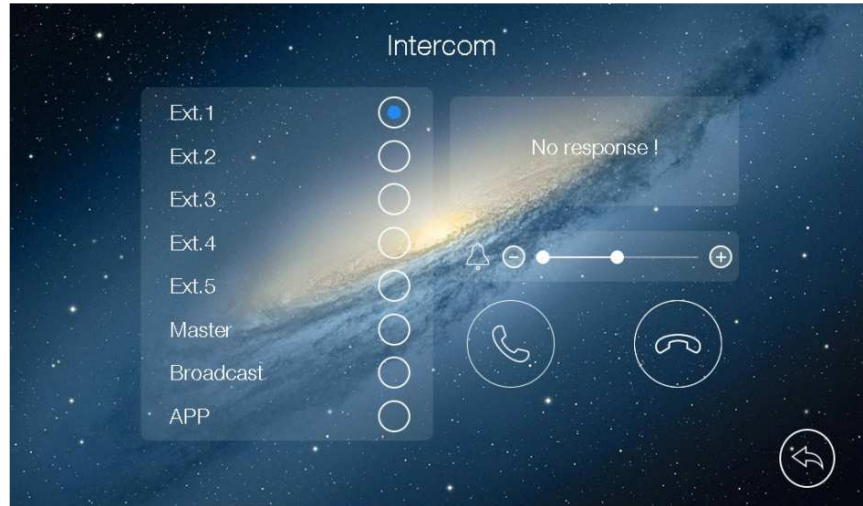 Intercom
Ext.1
Ext.2
Ext.3
Ext.4
Ext.5
Master
Broadcast
APP
No response !